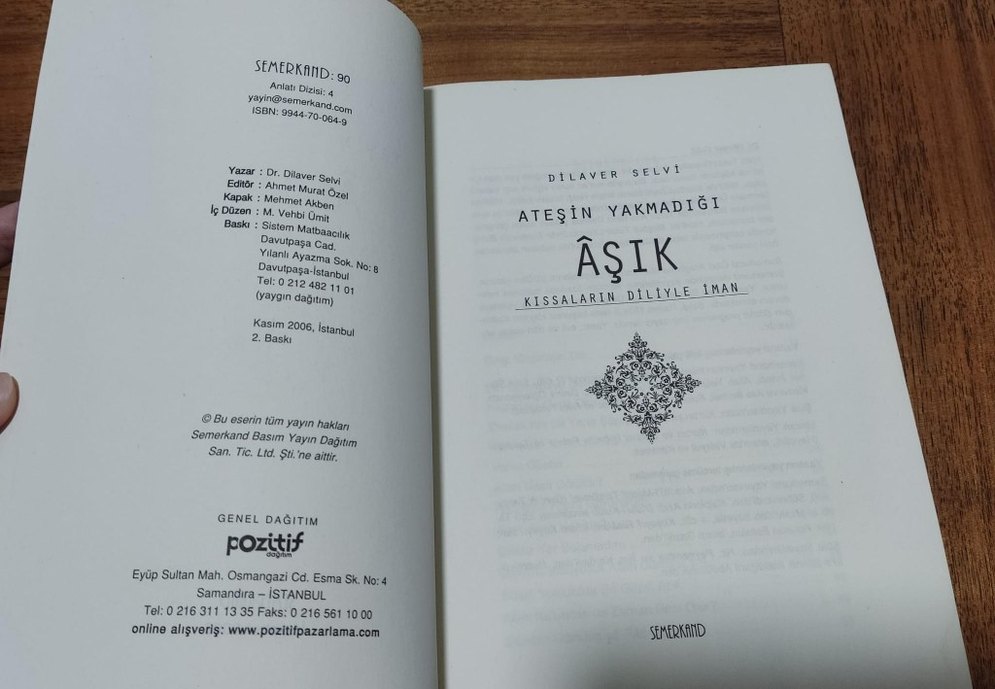 SEMERKAND: 90
Anlatı Dizisi: 4
yayin@semerkand.com
ISBN: 9944-70-064-9
Yazar : Dr. Dilaver Selvi
Editör : Ahmet Murat Özel
Kapak : Mehmet Akben
İç Düzen : M. Vehbi Ümit
Baskı : Sistem Matbaacılık
Davutpaşa Cad.
Yılanlı Ayazma Sok. No: 8
Davutpaşa-İstanbul
Tel: 0 212 482 11 01
(yaygın dağıtım)
Kasım 2006, İstanbul
2. Baskı
© Bu eserin tüm yayın hakları
Semerkand Basım Yayın Dağıtım
San. Tic. Ltd. Şti.'ne aittir.
GENEL DAĞITIM
pozitif
dağıtım
Eyüp Sultan Mah. Osmangazi Cd. Esma Sk. No: 4
Samandıra – İSTANBUL
Tel: 0 216 311 13 35 Faks: 0 216 561 10 00
online alışveriş: www.pozitifpazarlama.com
DİLAVER SELVİ
ATEŞİN YAKMADIĞI
ÂŞIK
KISSALARIN DİLİYLE İMAN
SEMERKAND